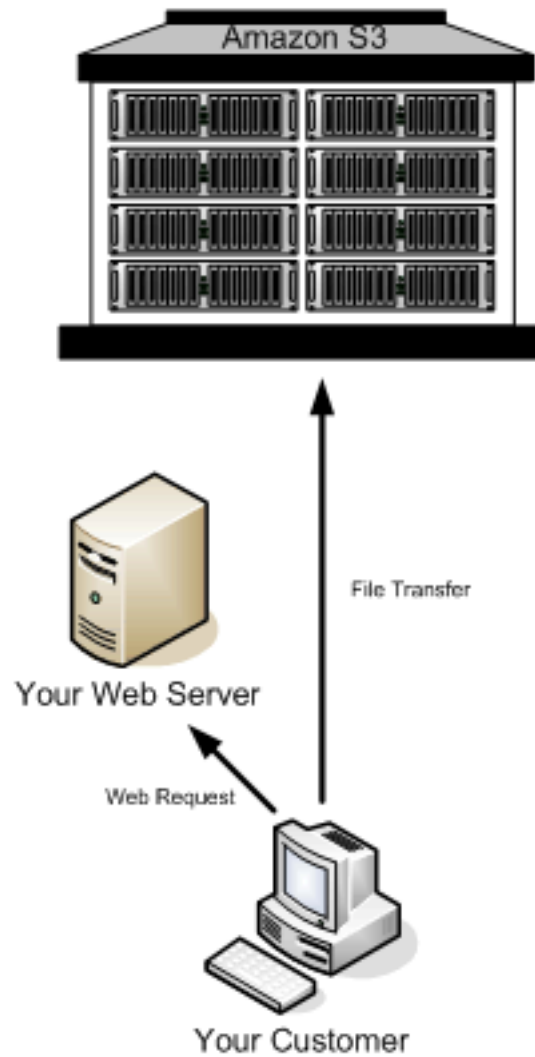 Amazon S3
File Transfer
Your Web Server
Web Request
Your Customer